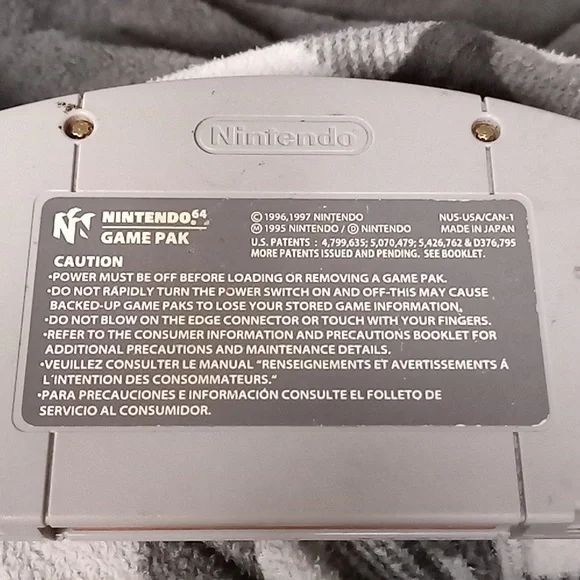 Nintendo
NINTENDO64
GAME PAK
©1996,1997 NINTENDO
Ⓜ1995 NINTENDO / Ⓓ NINTENDO
NUS-USA/CAN-1
MADE IN JAPAN
U.S. PATENTS : 4,799,635; 5,070,479; 5,426,762 & D376,795
MORE PATENTS ISSUED AND PENDING. SEE BOOKLET.
CAUTION
•POWER MUST BE OFF BEFORE LOADING OR REMOVING A GAME PAK.
•DO NOT RAPIDLY TURN THE POWER SWITCH ON AND OFF-THIS MAY CAUSE
BACKED-UP GAME PAKS TO LOSE YOUR STORED GAME INFORMATION.
•DO NOT BLOW ON THE EDGE CONNECTOR OR TOUCH WITH YOUR FINGERS.
•REFER TO THE CONSUMER INFORMATION AND PRECAUTIONS BOOKLET FOR
ADDITIONAL PRECAUTIONS AND MAINTENANCE DETAILS.
•VEUILLEZ CONSULTER LE MANUAL "RENSEIGNEMENTS ET AVERTISSEMENTS Á
L'INTENTION DES CONSOMMATEURS."
•PARA PRECAUCIONES E INFORMACIÓN CONSULTE EL FOLLETO DE
SERVICIO AL CONSUMIDOR.